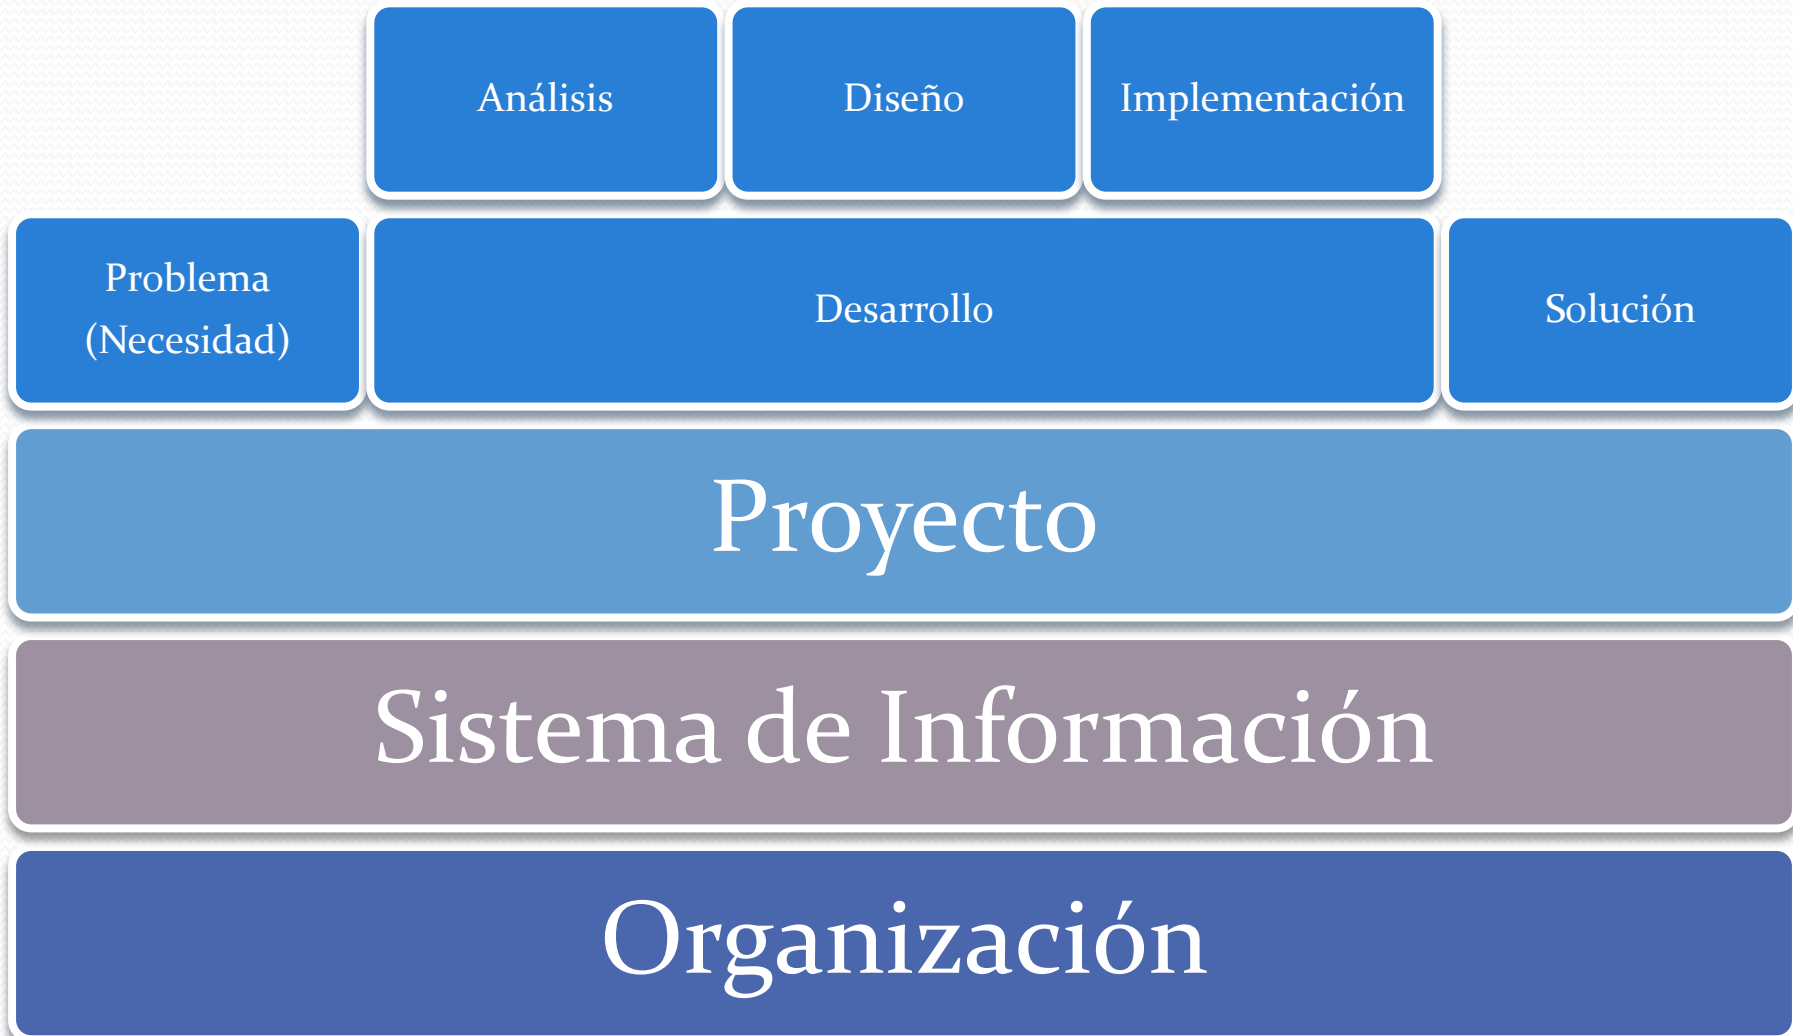 Análisis
Diseño
Implementación
Problema
(Necesidad)
Desarrollo
Solución
Proyecto
Sistema de Información
Organización